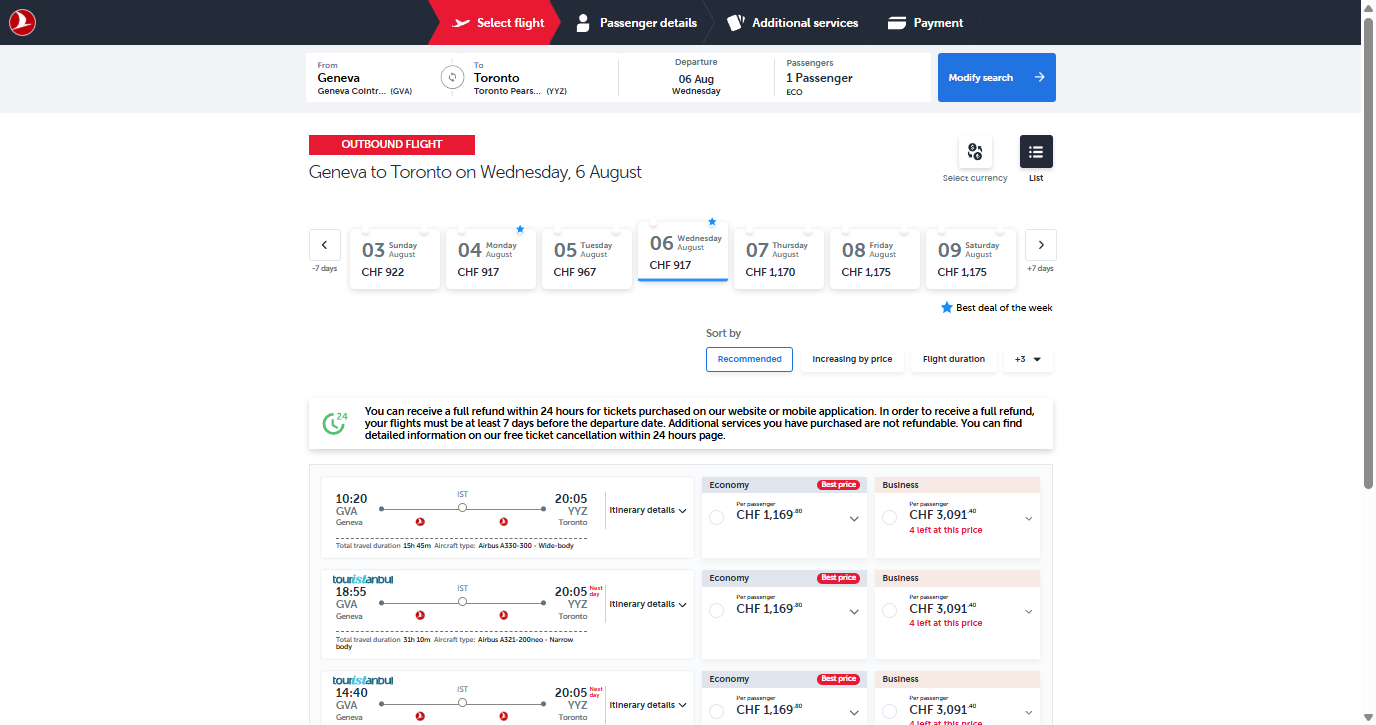 Select flight
Passenger details
Additional services
Payment
From
Geneva
Geneva Cointr... (GVA)
To
Toronto
Toronto Pears... (YYZ)
Departure
06 Aug
Wednesday
Passengers
1 Passenger
ECO
Modify search
OUTBOUND FLIGHT
Geneva to Toronto on Wednesday, 6 August
Select currency
List
-7 days
03 Sunday August
CHF 922
04 Monday August
CHF 917
05 Tuesday August
CHF 967
06 Wednesday August
CHF 917
07 Thursday August
CHF 1,170
08 Friday August
CHF 1,175
09 Saturday August
CHF 1,175
+7 days
Best deal of the week
Sort by
Recommended
Increasing by price
Flight duration
+3
24
You can receive a full refund within 24 hours for tickets purchased on our website or mobile application. In order to receive a full refund,
your flights must be at least 7 days before the departure date. Additional services you have purchased are not refundable. You can find
detailed information on our free ticket cancellation within 24 hours page.
10:20
GVA
Geneva
IST
20:05
YYZ
Toronto
Itinerary details
Total travel duration 15h 45m Aircraft type: Airbus A330-300 - Wide-body
Economy
Best price
Per passenger
CHF 1,169.80
Business
Per passenger
CHF 3,091.40
4 left at this price
touristanbul
18:55
GVA
Geneva
IST
20:05 Next day
YYZ
Toronto
Itinerary details
Total travel duration 31h 10m Aircraft type: Airbus A321-200neo - Narrow
body
Economy
Best price
Per passenger
CHF 1,169.80
Business
Per passenger
CHF 3,091.40
4 left at this price
touristanbul
14:40
GVA
Geneva
IST
20:05 Next day
YYZ
Toronto
Itinerary details
Economy
Best price
Per passenger
CHF 1,169.80
Business
Per passenger
CHF 3,091.40
4 left at this price